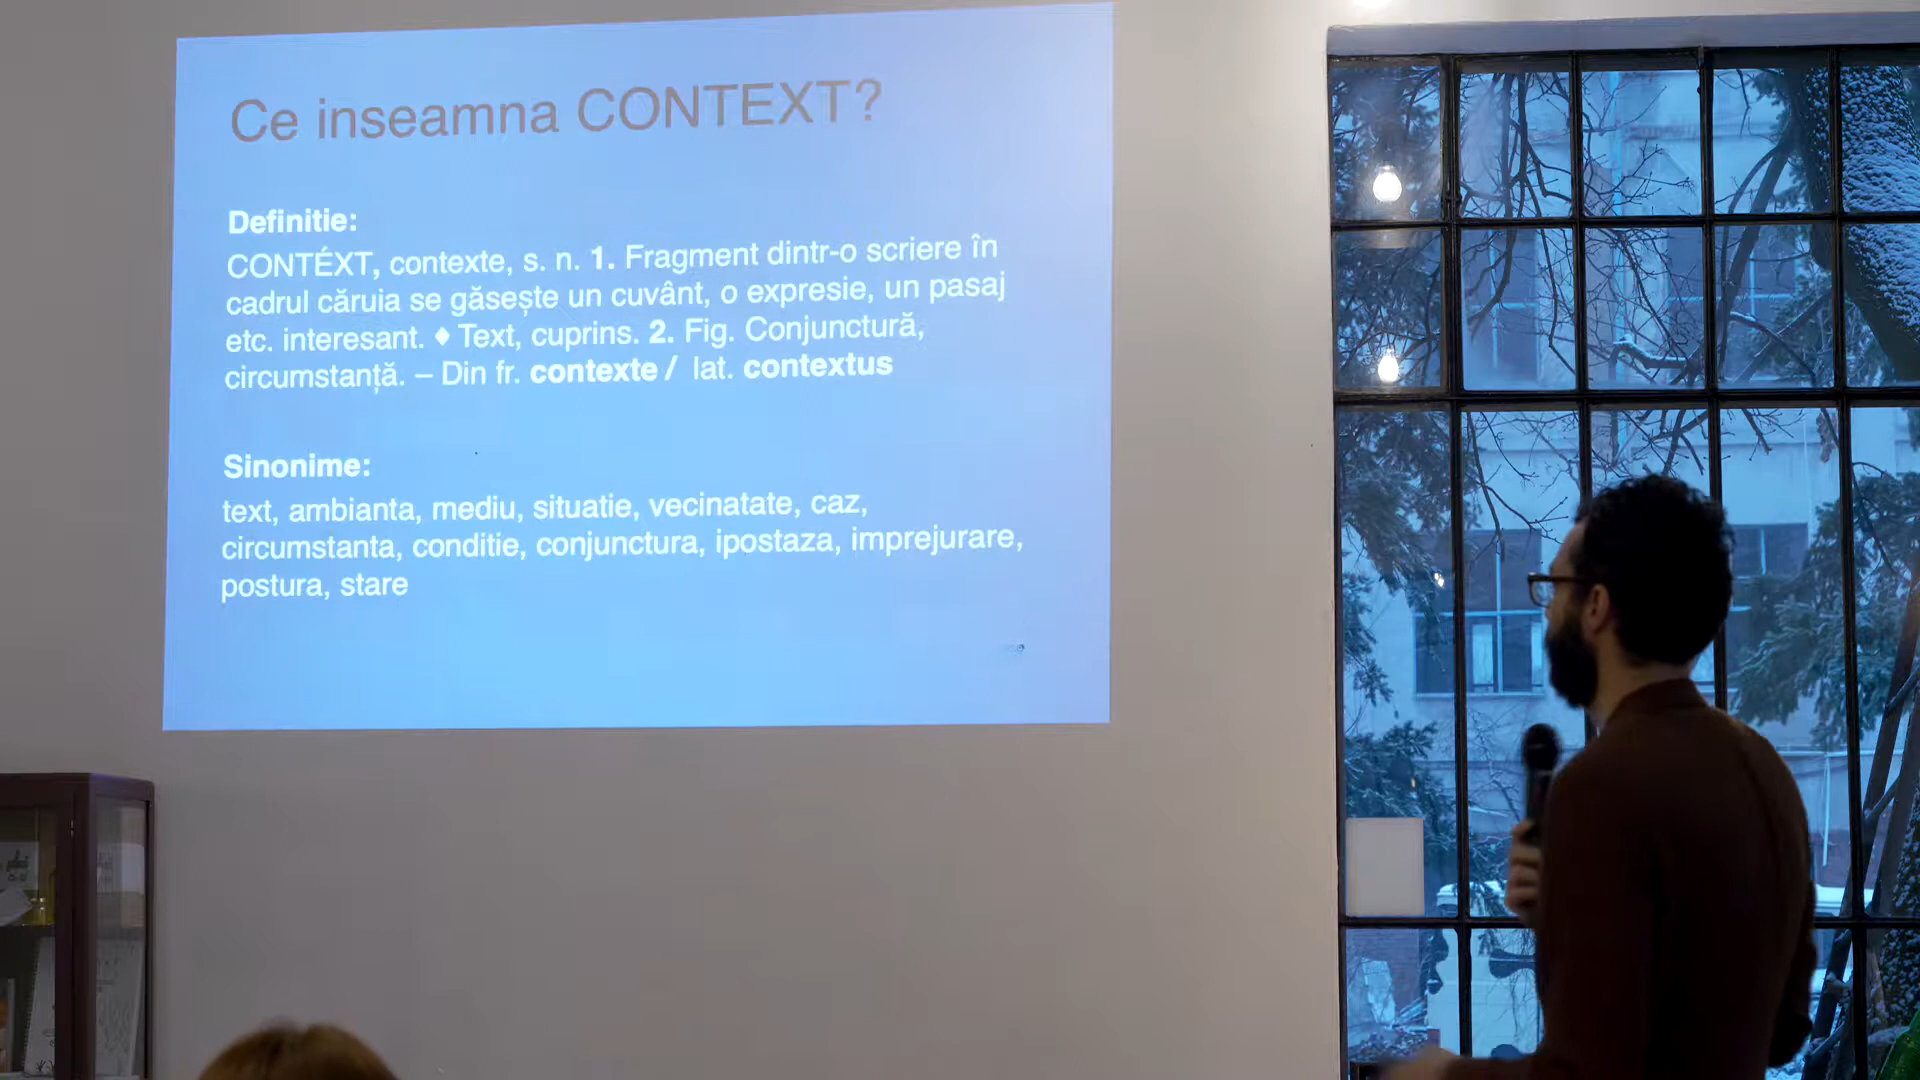 Ce inseamna CONTEXT?
Definitie:
CONTÉXT, contexte, s. n. 1. Fragment dintr-o scriere în
cadrul căruia se găsește un cuvânt, o expresie, un pasaj
etc. interesant. ♦ Text, cuprins. 2. Fig. Conjunctură,
circumstanță. – Din fr. contexte / lat. contextus
Sinonime:
text, ambianta, mediu, situatie, vecinatate, caz,
circumstanta, conditie, conjunctura, ipostaza, imprejurare,
postura, stare